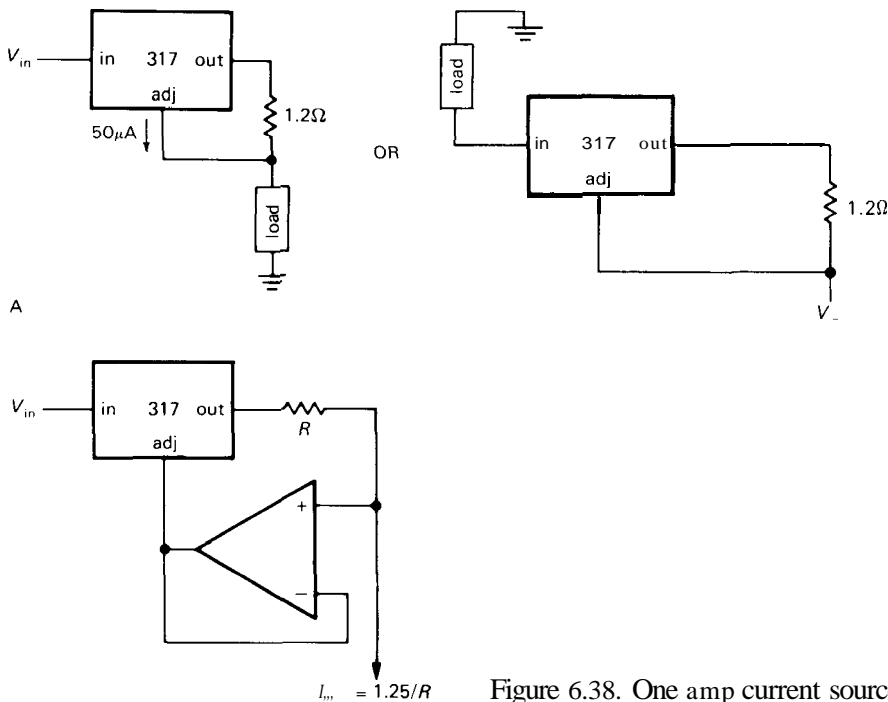 V_in in 317 out
adj
50μA
1.2Ω
load
A
OR
load
in 317 out
adj
1.2Ω
V_
V_in in 317 out
adj
R
+
−
I,,, = 1.25/R
Figure 6.38. One amp current sourc